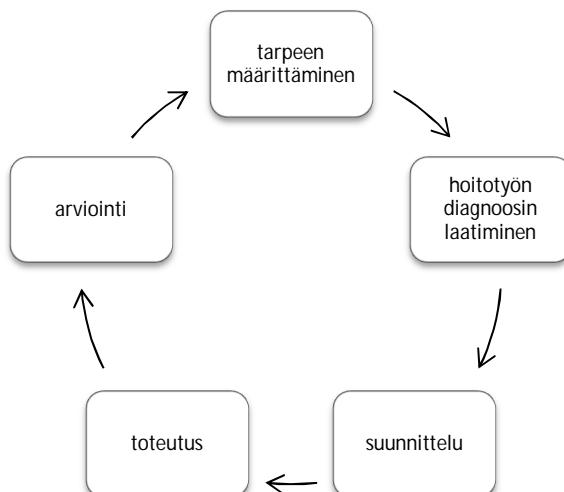 tarpeen
määrittäminen
hoitotyön
diagnoosin
laatiminen
suunnittelu
toteutus
arviointi